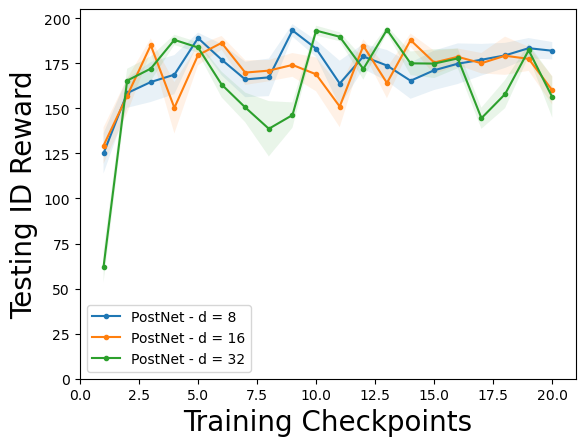 Testing ID Reward
200
175
150
125
100
75
50
25
0
PostNet - d = 8
PostNet - d = 16
PostNet - d = 32
0.0 2.5 5.0 7.5 10.0 12.5 15.0 17.5 20.0
Training Checkpoints